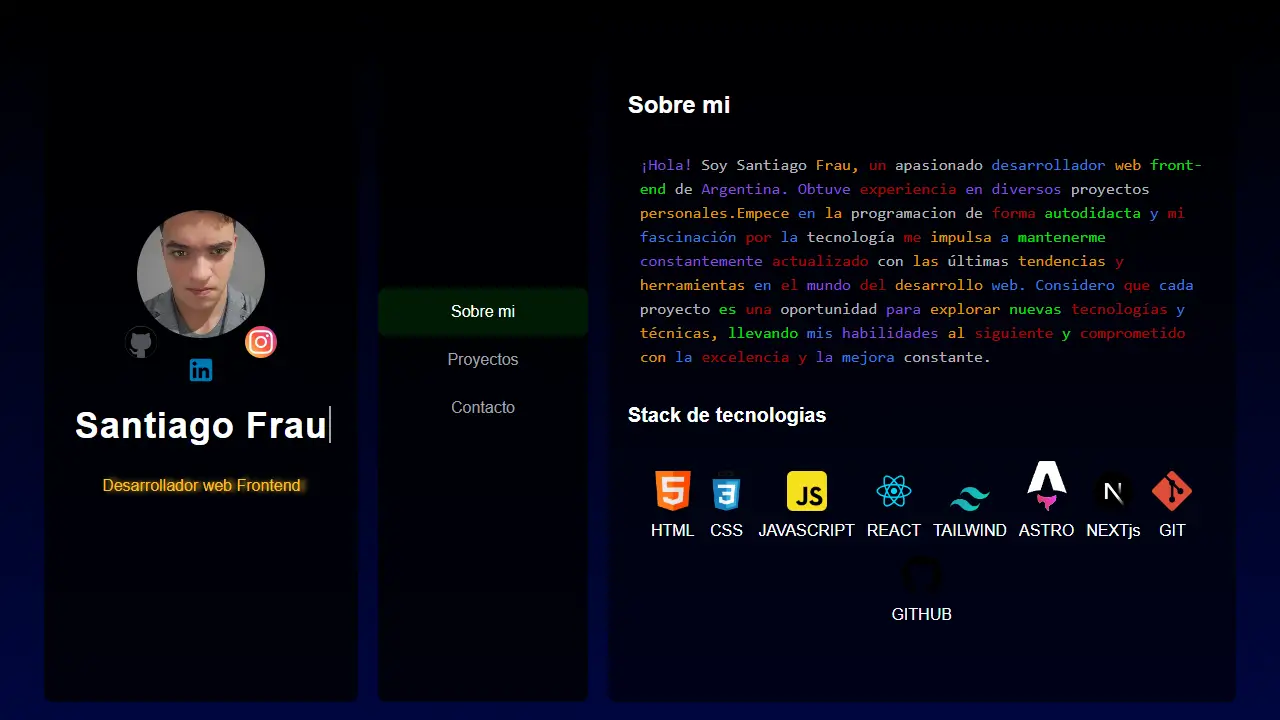 Santiago Frau
Desarrollador web Frontend
Sobre mi
Proyectos
Contacto
Sobre mi
¡Hola! Soy Santiago Frau, un apasionado desarrollador web front-
end de Argentina. Obtuve experiencia en diversos proyectos
personales.Empece en la programacion de forma autodidacta y mi
fascinación por la tecnología me impulsa a mantenerme
constantemente actualizado con las últimas tendencias y
herramientas en el mundo del desarrollo web. Considero que cada
proyecto es una oportunidad para explorar nuevas tecnologías y
técnicas, llevando mis habilidades al siguiente y comprometido
con la excelencia y la mejora constante.
Stack de tecnologias
HTML CSS JAVASCRIPT REACT TAILWIND ASTRO NEXTjs GIT
GITHUB